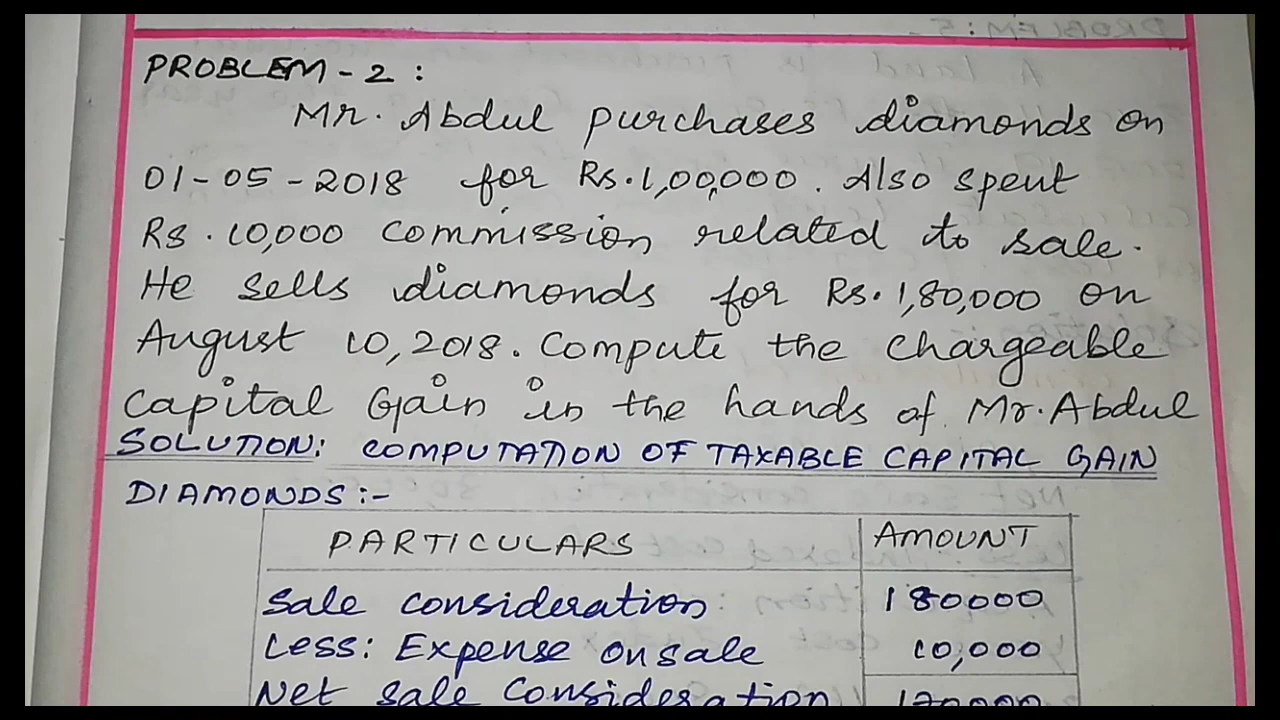 PROBLEM - 2 :
Mr. Abdul purchases diamonds on
01-05-2018 for Rs.1,00,000. Also spent
Rs.10,000 commission related to sale.
He sells diamonds for Rs.1,80,000 on
August 10, 2018. Compute the chargeable
capital Gain in the hands of Mr. Abdul
SOLUTION: COMPUTATION OF TAXABLE CAPITAL GAIN
DIAMONDS :-
PARTICULARS AMOUNT
Sale consideration 180000
Less: Expense on sale 10,000
Net sale Consideration 170000